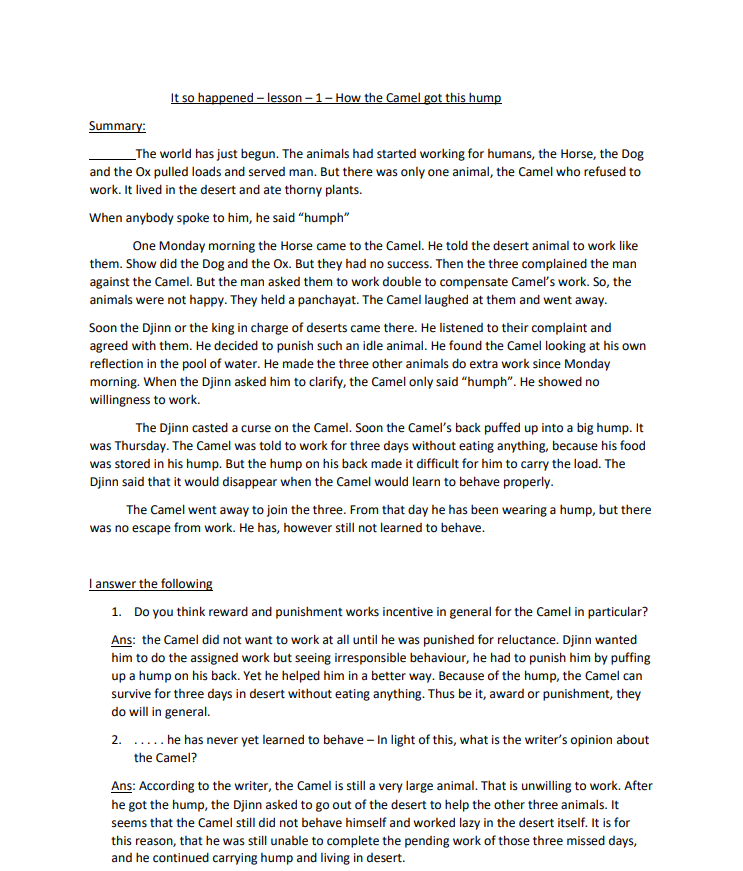 It so happened – lesson – 1 – How the Camel got this hump
Summary:
_______The world has just begun. The animals had started working for humans, the Horse, the Dog
and the Ox pulled loads and served man. But there was only one animal, the Camel who refused to
work. It lived in the desert and ate thorny plants.
When anybody spoke to him, he said “humph”
One Monday morning the Horse came to the Camel. He told the desert animal to work like
them. Show did the Dog and the Ox. But they had no success. Then the three complained the man
against the Camel. But the man asked them to work double to compensate Camel’s work. So, the
animals were not happy. They held a panchayat. The Camel laughed at them and went away.
Soon the Djinn or the king in charge of deserts came there. He listened to their complaint and
agreed with them. He decided to punish such an idle animal. He found the Camel looking at his own
reflection in the pool of water. He made the three other animals do extra work since Monday
morning. When the Djinn asked him to clarify, the Camel only said “humph”. He showed no
willingness to work.
The Djinn casted a curse on the Camel. Soon the Camel’s back puffed up into a big hump. It
was Thursday. The Camel was told to work for three days without eating anything, because his food
was stored in his hump. But the hump on his back made it difficult for him to carry the load. The
Djinn said that it would disappear when the Camel would learn to behave properly.
The Camel went away to join the three. From that day he has been wearing a hump, but there
was no escape from work. He has, however still not learned to behave.
I answer the following
1. Do you think reward and punishment works incentive in general for the Camel in particular?
Ans: the Camel did not want to work at all until he was punished for reluctance. Djinn wanted
him to do the assigned work but seeing irresponsible behaviour, he had to punish him by puffing
up a hump on his back. Yet he helped him in a better way. Because of the hump, the Camel can
survive for three days in desert without eating anything. Thus be it, award or punishment, they
do will in general.
2. . . . . . he has never yet learned to behave – In light of this, what is the writer’s opinion about
the Camel?
Ans: According to the writer, the Camel is still a very large animal. That is unwilling to work. After
he got the hump, the Djinn asked to go out of the desert to help the other three animals. It
seems that the Camel still did not behave himself and worked lazy in the desert itself. It is for
this reason, that he was still unable to complete the pending work of those three missed days,
and he continued carrying hump and living in desert.